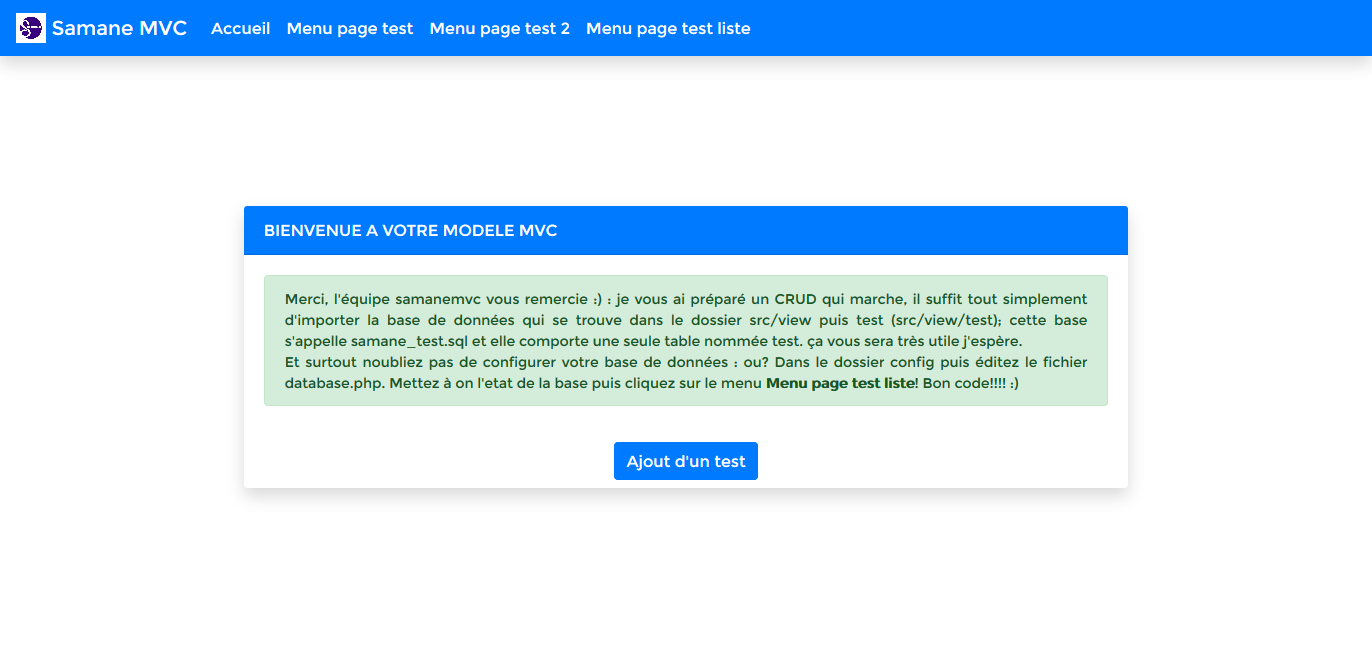 Samane MVC Accueil Menu page test Menu page test 2 Menu page test liste
BIENVENUE A VOTRE MODELE MVC
Merci, l'équipe samanemvc vous remercie :) : je vous ai préparé un CRUD qui marche, il suffit tout simplement
d'importer la base de données qui se trouve dans le dossier src/view puis test (src/view/test); cette base
s'appelle samane_test.sql et elle comporte une seule table nommée test. ça vous sera très utile j'espère.
Et surtout noubliez pas de configurer votre base de données : ou? Dans le dossier config puis éditez le fichier
database.php. Mettez à on l'etat de la base puis cliquez sur le menu Menu page test liste! Bon code!!!! :)
Ajout d'un test